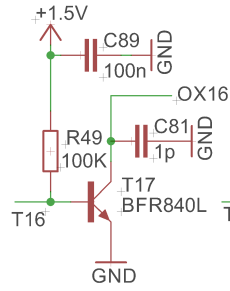 +1.5V
C89
100n
GND
OX16
R49
100K
C81
1p
GND
T16
T17
BFR840L
T
GND